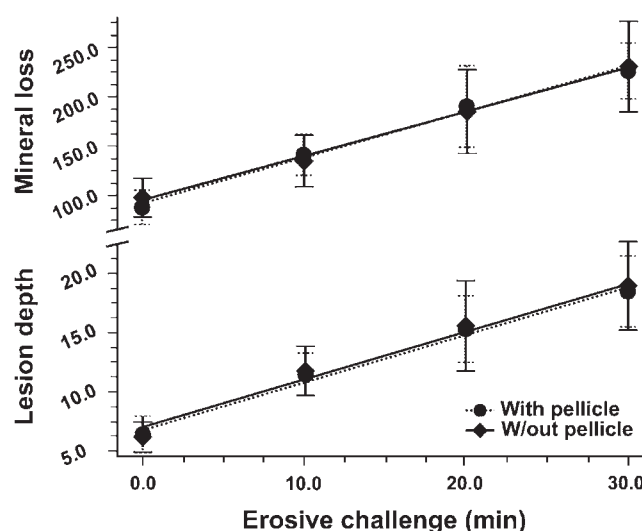 Mineral loss
250.0
200.0
150.0
100.0
Lesion depth
20.0
15.0
10.0
5.0
With pellicle
W/out pellicle
0.0 10.0 20.0 30.0
Erosive challenge (min)